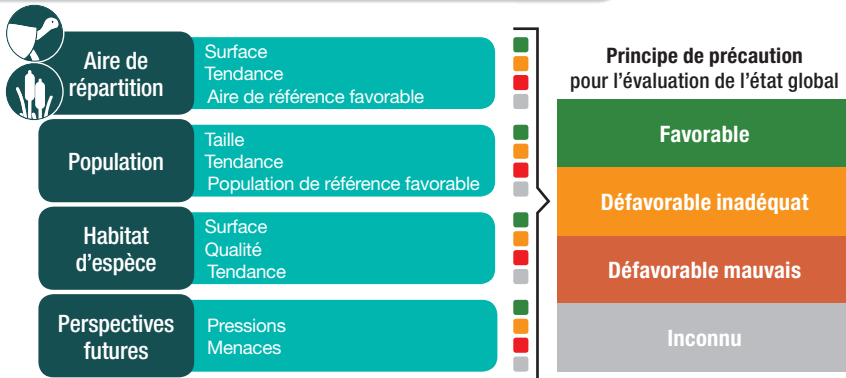 Aire de
répartition
Surface
Tendance
Aire de référence favorable
Population
Taille
Tendance
Population de référence favorable
Habitat
d'espèce
Surface
Qualité
Tendance
Perspectives
futures
Pressions
Menaces
Principe de précaution
pour l'évaluation de l'état global
Favorable
Défavorable inadéquat
Défavorable mauvais
Inconnu